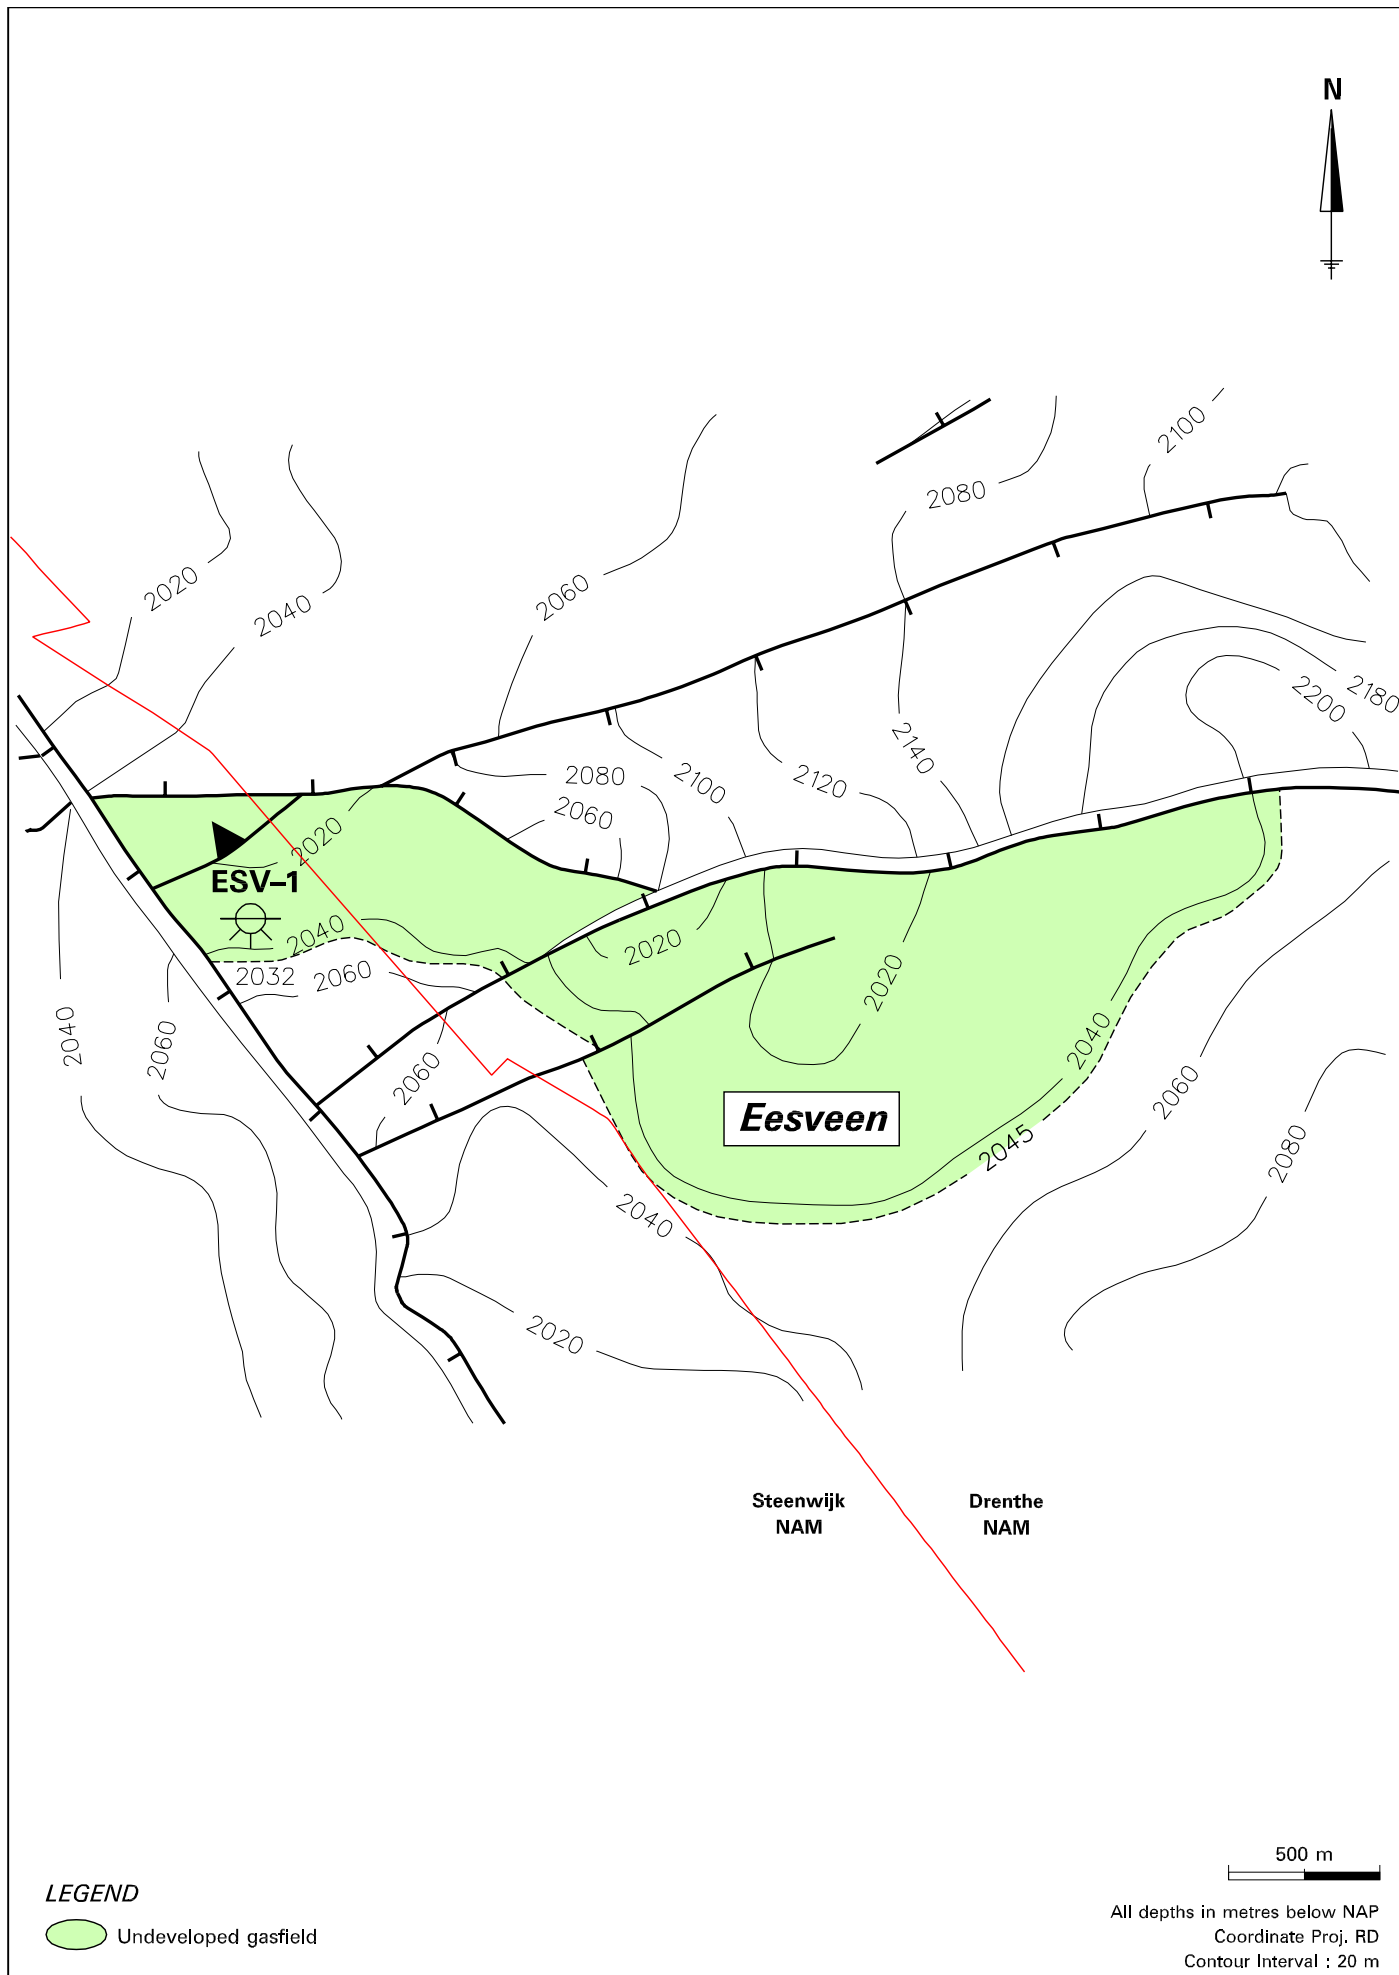 N
2100
2080
2020
2040
2060
2180
2200
2140
2080
2100
2120
2060
2020
ESV–1
2040
2020
2032
2060
2020
2040
2060
2060
2040
2060
Eesveen
2045
2080
2040
2020
Steenwijk
NAM
Drenthe
NAM
500 m
LEGEND
Undeveloped gasfield
All depths in metres below NAP
Coordinate Proj. RD
Contour Interval : 20 m